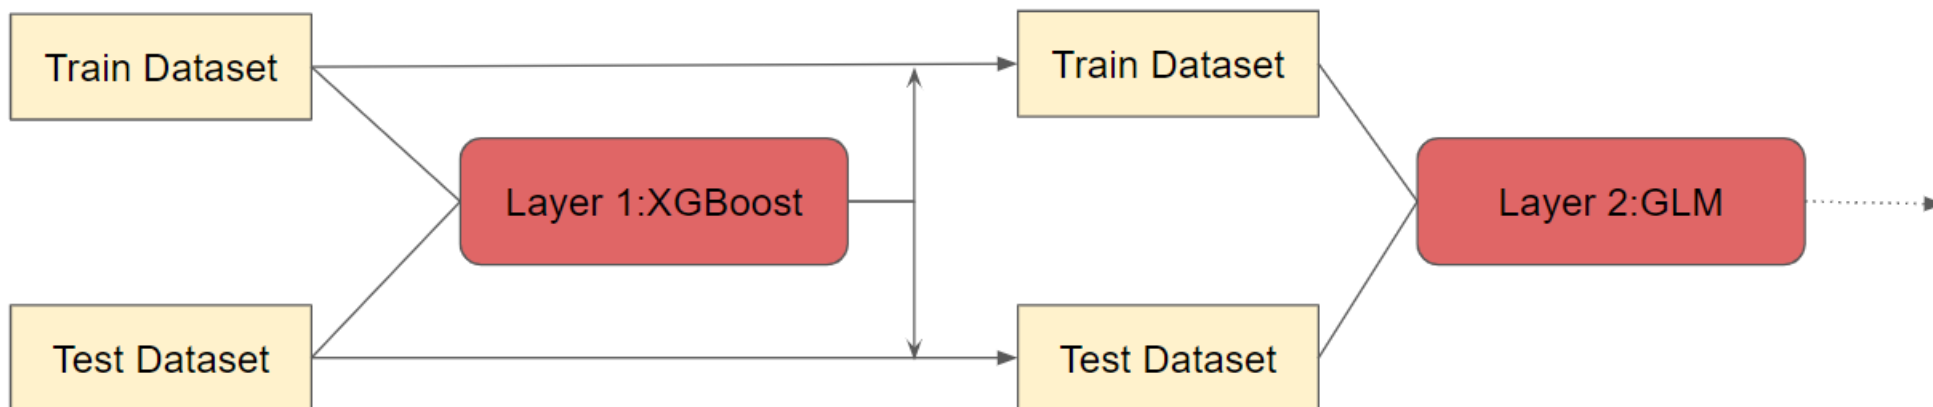 Train Dataset
Train Dataset
Layer 1:XGBoost
Layer 2:GLM
Test Dataset
Test Dataset